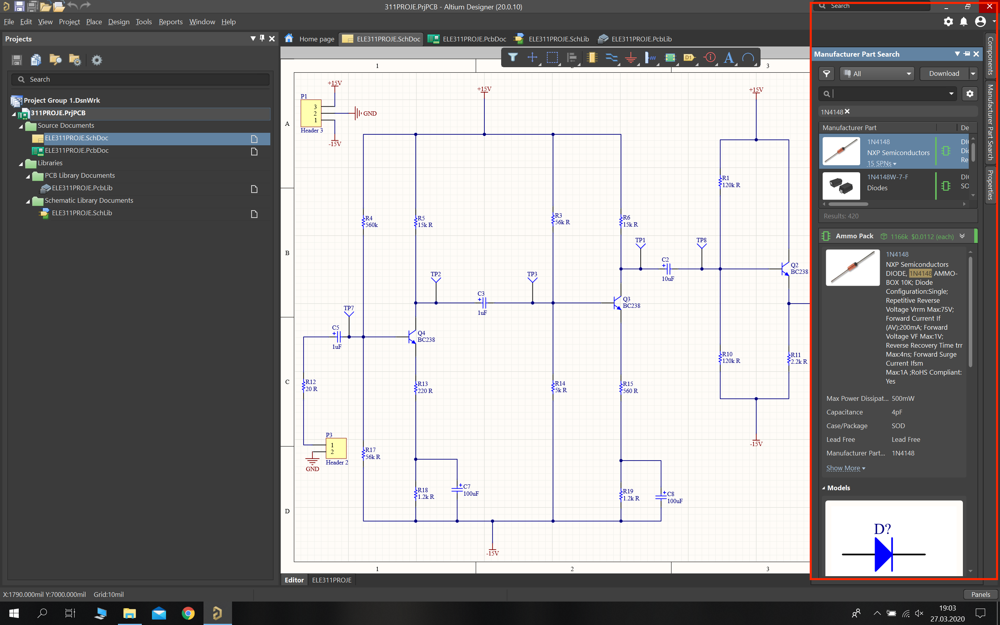 311PROJE.PrjPCB - Altium Designer (20.0.10)
Search
File Edit View Project Place Design Tools Reports Window Help
Projects
Home page
ELE311PROJE.SchDoc
ELE311PROJE.PcbDoc
ELE311PROJE.SchLib
ELE311PROJE.PcbLib
Search
Project Group 1.DsnWrk
311PROJE.PrjPCB
Source Documents
ELE311PROJE.SchDoc
ELE311PROJE.PcbDoc
Libraries
PCB Library Documents
ELE311PROJE.PcbLib
Schematic Library Documents
ELE311PROJE.SchLib
D1
A
1
2
3
A
B
C
D
+15V
P1
3
2
1
Header 3
GND
-15V
+15V
+15V
R4
560k
R5
15k R
R3
56k R
R6
15k R
R1
120k R
TP1
TP8
C2
+
10uF
Q2
BC238
TP2
TP3
C3
+
1uF
Q3
BC238
TP7
C5
+
1uF
Q4
BC238
R10
120k R
R11
2.2k R
R12
20 R
R13
220 R
R14
5k R
R15
560 R
P3
1
2
Header 2
GND
R17
56k R
-15V
R18
1.2k R
+ C7
100uF
R19
1.2k R
+ C8
100uF
-15V
1
2
3
Editor
ELE311PROJE
Manufacturer Part Search
All
Download
1N4148
Manufacturer Part
De
1N4148
NXP Semiconductors
15 SPNs
Re
1N4148W-7-F
Diodes
SO
Results: 420
Ammo Pack 1166k $0.0112 (each)
1N4148
NXP Semiconductors
DIODE, 1N4148 AMMO-
BOX 10K; Diode
Configuration:Single;
Repetitive Reverse
Voltage Vrrm Max:75V;
Forward Current If
(AV):200mA; Forward
Voltage VF Max:1V;
Reverse Recovery Time trr
Max:4ns; Forward Surge
Current Ifsm
Max:1A ;RoHS Compliant:
Yes
Max Power Dissipat... 500mW
Capacitance 4pF
Case/Package SOD
Lead Free Lead Free
Manufacturer Part... 1N4148
Show More
Models
D?
Components
Manufacturer Part Search
Properties
X:1790.000mil Y:7000.000mil Grid:10mil
Panels
19:03
27.03.2020